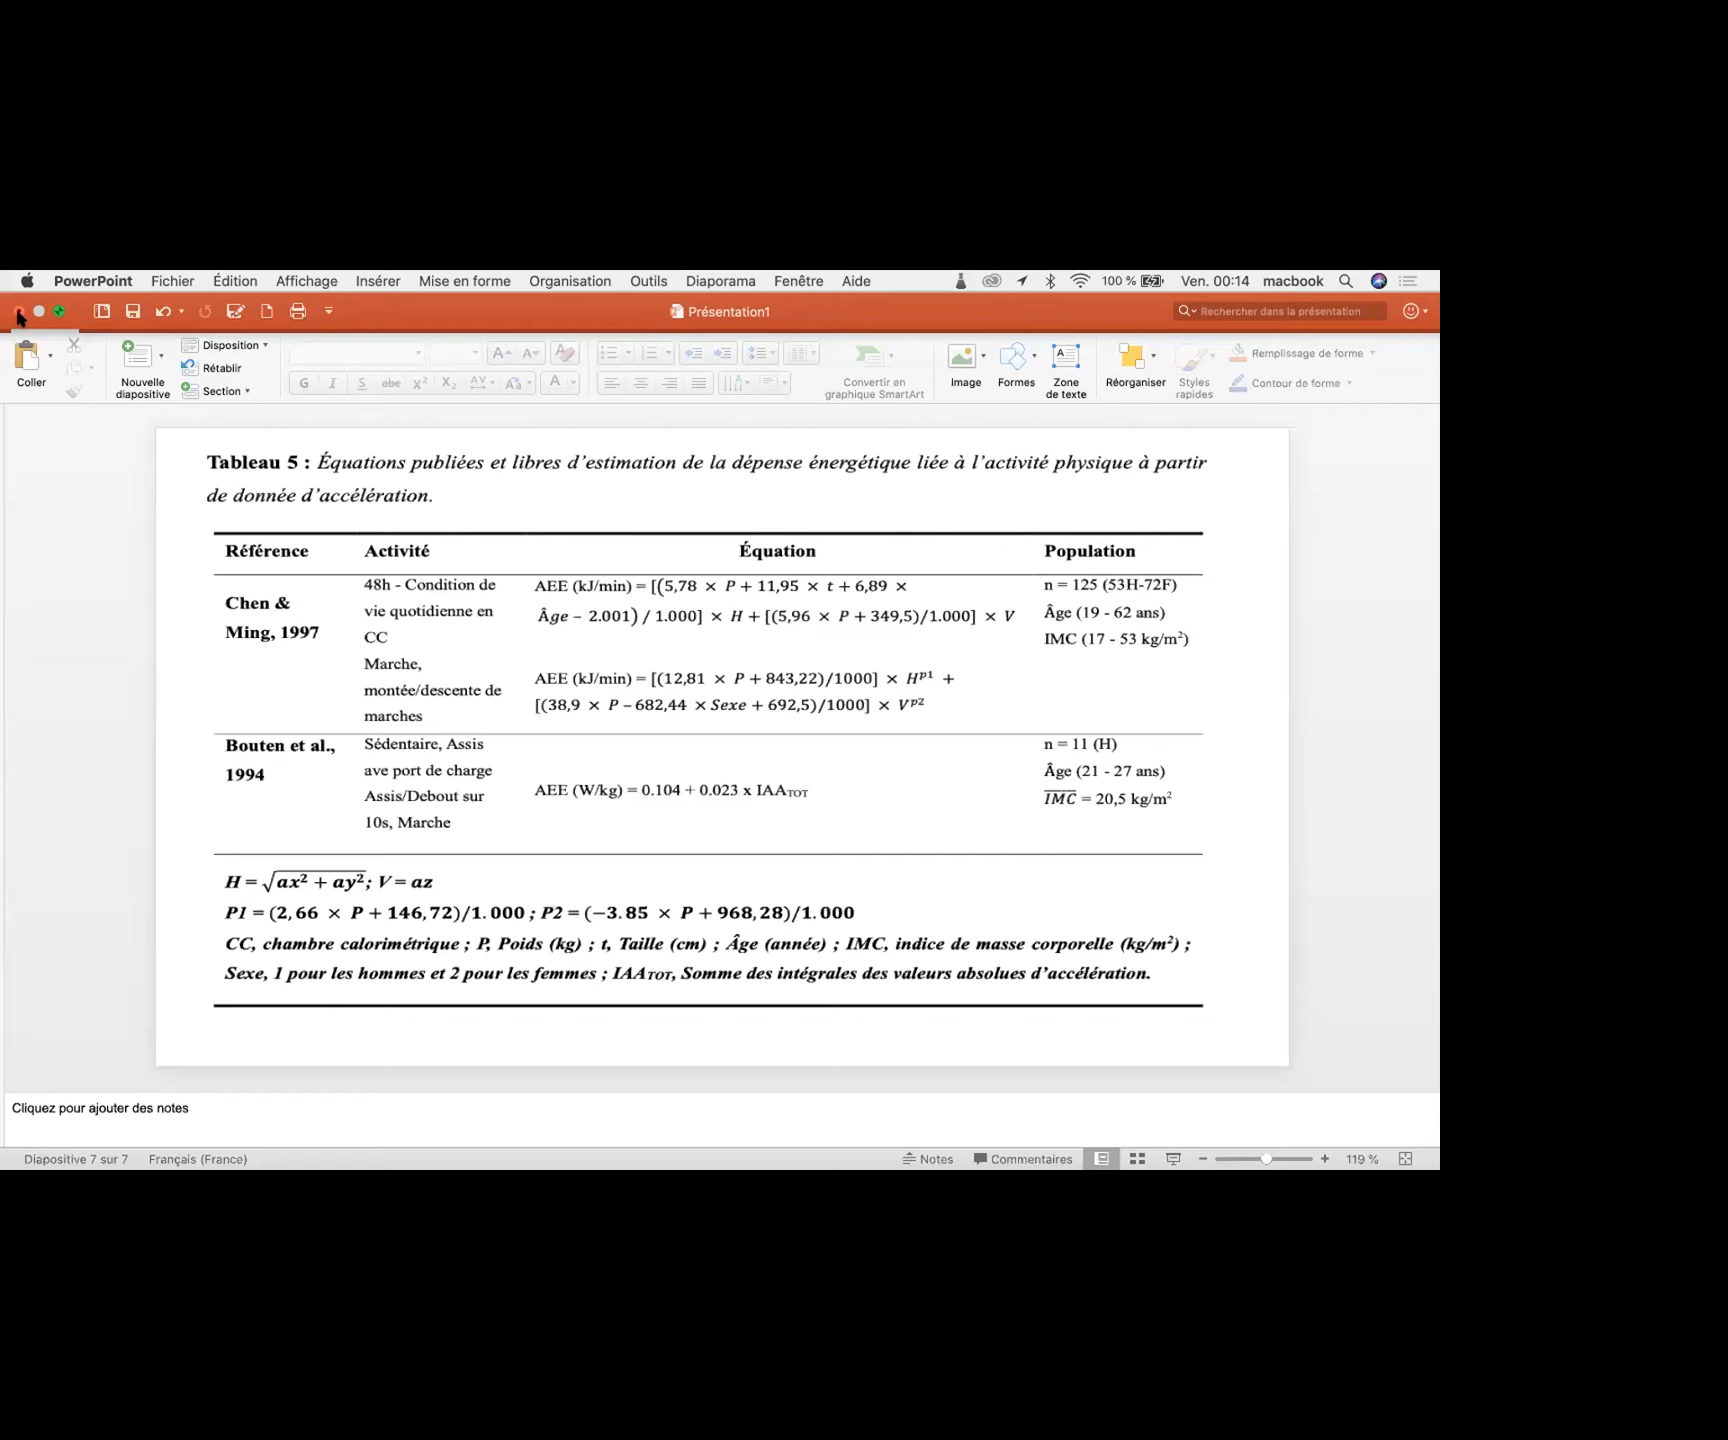 PowerPoint Fichier Édition Affichage Insérer Mise en forme Organisation Outils Diaporama Fenêtre Aide 100 % Ven. 00:14 macbook
Présentation1 Rechercher dans la présentation
Coller
Nouvelle diapositive
Disposition
Rétablir
Section
G I S abc X² X₂ AV Aa A
Convertir en graphique SmartArt
Image
Formes
Zone de texte
Réorganiser
Styles rapides
Remplissage de forme
Contour de forme
Tableau 5 : Équations publiées et libres d’estimation de la dépense énergétique liée à l’activité physique à partir
de donnée d’accélération.
Référence Activité Équation Population
Chen &
Ming, 1997
48h - Condition de
vie quotidienne en
CC
Marche,
montée/descente de
marches
AEE (kJ/min) = [(5,78 × P + 11,95 × t + 6,89 ×
Âge – 2.001) / 1.000] × H + [(5,96 × P + 349,5)/1.000] × V
AEE (kJ/min) = [(12,81 × P + 843,22)/1000] × Hᵖ¹ +
[(38,9 × P – 682,44 × Sexe + 692,5)/1000] × Vᵖ²
n = 125 (53H-72F)
Âge (19 - 62 ans)
IMC (17 - 53 kg/m²)
Bouten et al.,
1994
Sédentaire, Assis
ave port de charge
Assis/Debout sur
10s, Marche
AEE (W/kg) = 0.104 + 0.023 x IAATOT
n = 11 (H)
Âge (21 - 27 ans)
IMC = 20,5 kg/m²
H = √ax² + ay²; V = az
P1 = (2,66 × P + 146,72)/1.000 ; P2 = (−3.85 × P + 968,28)/1.000
CC, chambre calorimétrique ; P, Poids (kg) ; t, Taille (cm) ; Âge (année) ; IMC, indice de masse corporelle (kg/m²) ;
Sexe, 1 pour les hommes et 2 pour les femmes ; IAATOT, Somme des intégrales des valeurs absolues d’accélération.
Cliquez pour ajouter des notes
Diapositive 7 sur 7 Français (France) Notes Commentaires 119 %